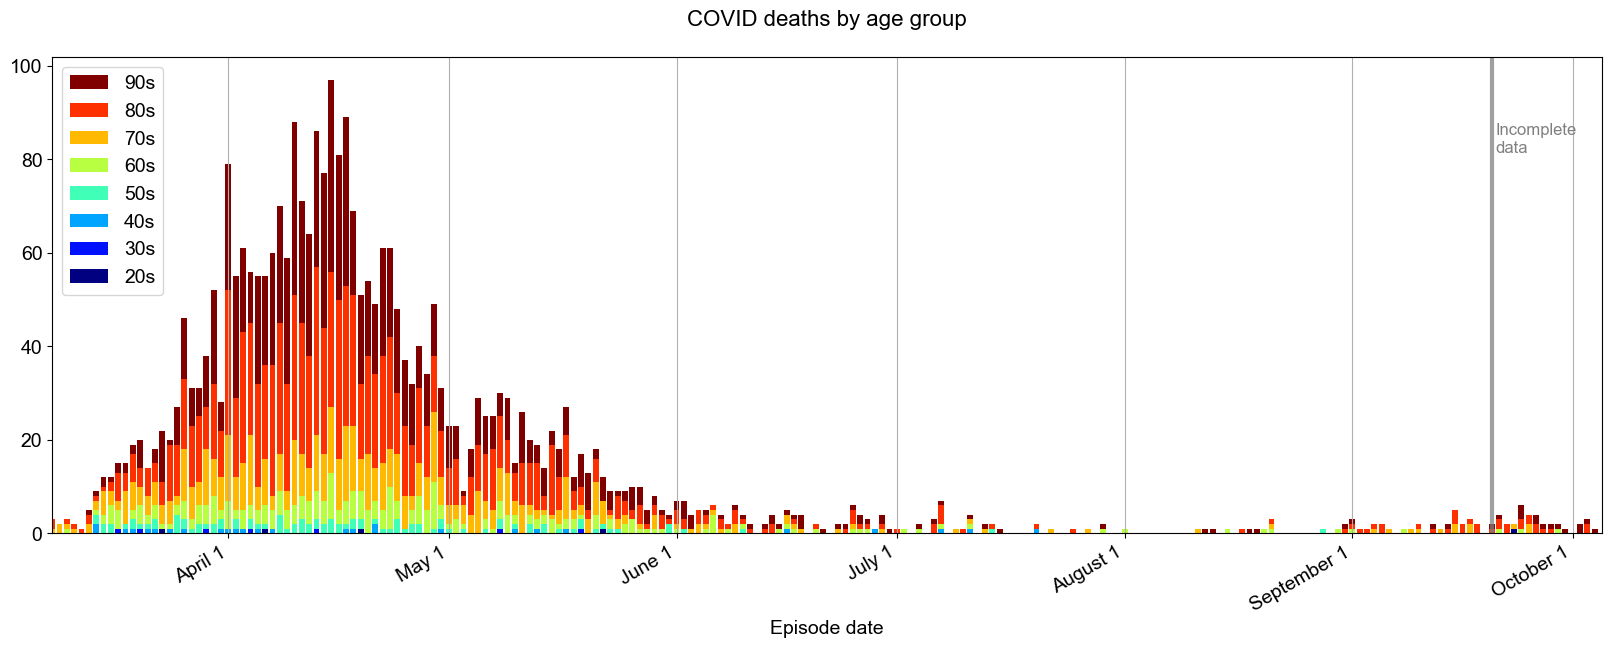 COVID deaths by age group
100
80
60
40
20
0
90s
80s
70s
60s
50s
40s
30s
20s
Incomplete
data
April 1
May 1
June 1
July 1
August 1
September 1
October 1
Episode date